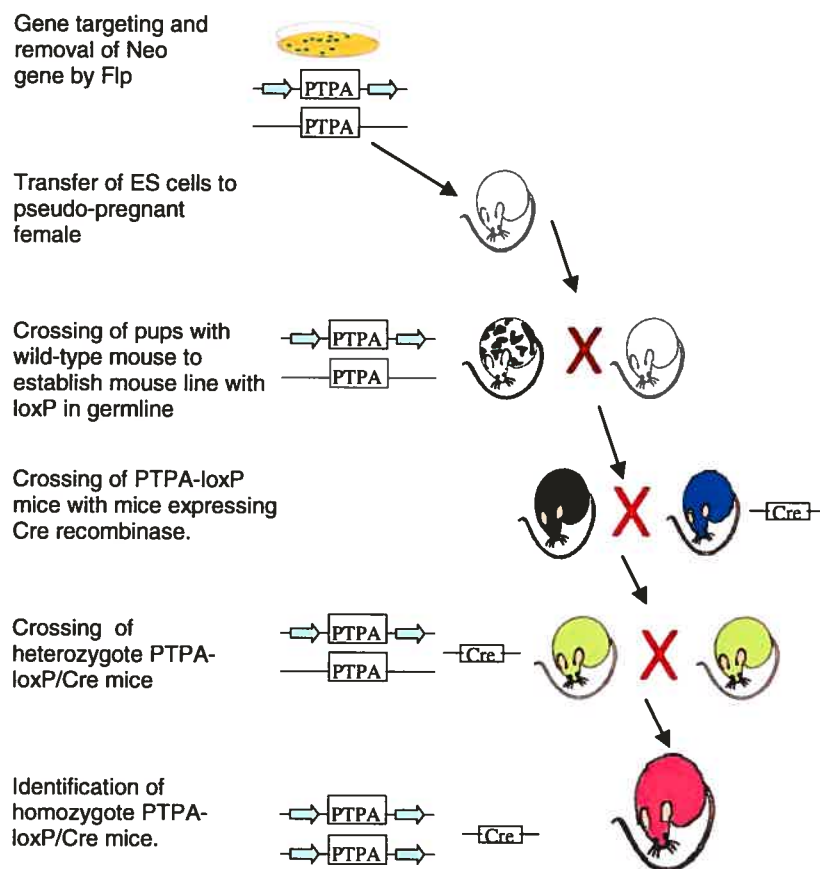 Gene targeting and
removal of Neo
gene by Flp
PTPA
PTPA
Transfer of ES cells to
pseudo-pregnant
female
Crossing of pups with
wild-type mouse to
establish mouse line with
loxP in germline
PTPA
PTPA
X
Crossing of PTPA-loxP
mice with mice expressing
Cre recombinase.
X
Cre
Crossing of
heterozygote PTPA-
loxP/Cre mice
PTPA
PTPA
Cre
X
Identification of
homozygote PTPA-
loxP/Cre mice.
PTPA
PTPA
Cre